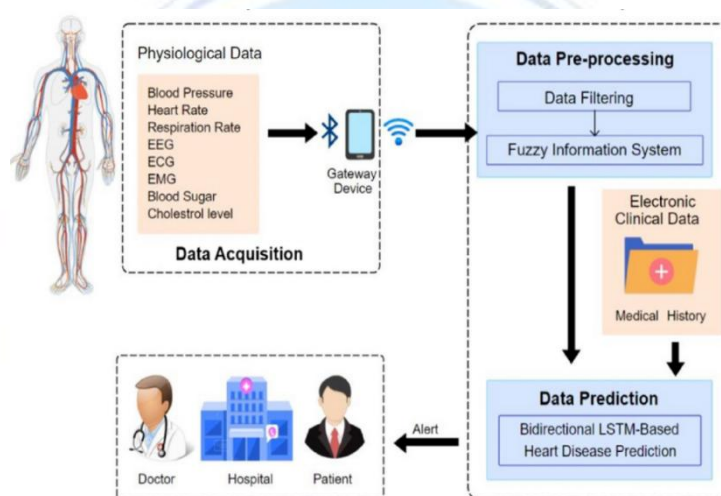 Physiological Data
Blood Pressure
Heart Rate
Respiration Rate
EEG
ECG
EMG
Blood Sugar
Cholestrol level
Data Acquisition
Gateway
Device
Data Pre-processing
Data Filtering
Fuzzy Information System
Electronic
Clinical Data
Medical History
Data Prediction
Bidirectional LSTM-Based
Heart Disease Prediction
Alert
Doctor
Hospital
Patient